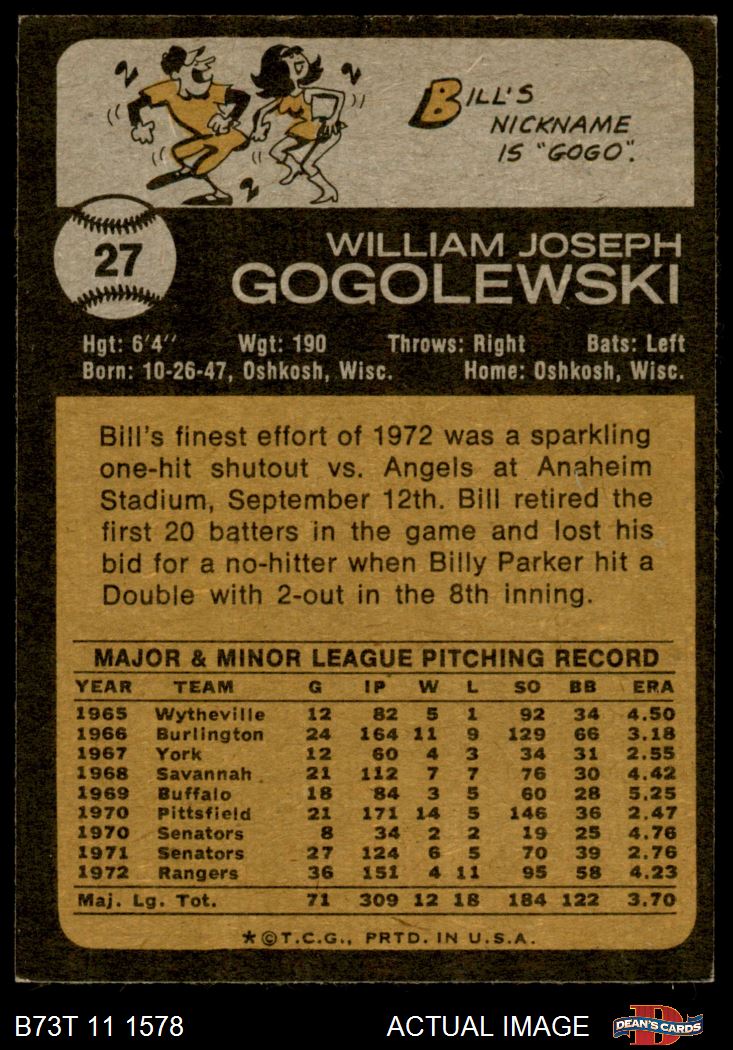 BILL'S
NICKNAME
IS "GOGO".
27
WILLIAM JOSEPH
GOGOLEWSKI
Hgt: 6'4'' Wgt: 190 Throws: Right Bats: Left
Born: 10-26-47, Oshkosh, Wisc. Home: Oshkosh, Wisc.
Bill's finest effort of 1972 was a sparkling
one-hit shutout vs. Angels at Anaheim
Stadium, September 12th. Bill retired the
first 20 batters in the game and lost his
bid for a no-hitter when Billy Parker hit a
Double with 2-out in the 8th inning.
MAJOR & MINOR LEAGUE PITCHING RECORD
YEAR TEAM G IP W L SO BB ERA
1965 Wytheville 12 82 5 1 92 34 4.50
1966 Burlington 24 164 11 9 129 66 3.18
1967 York 12 60 4 3 34 31 2.55
1968 Savannah 21 112 7 7 76 30 4.42
1969 Buffalo 18 84 3 5 60 28 5.25
1970 Pittsfield 21 171 14 5 146 36 2.47
1970 Senators 8 34 2 2 19 25 4.76
1971 Senators 27 124 6 5 70 39 2.76
1972 Rangers 36 151 4 11 95 58 4.23
Maj. Lg. Tot. 71 309 12 18 184 122 3.70
*©T.C.G., PRTD. IN U.S.A.
B73T 11 1578 ACTUAL IMAGE D DEAN'S CARDS